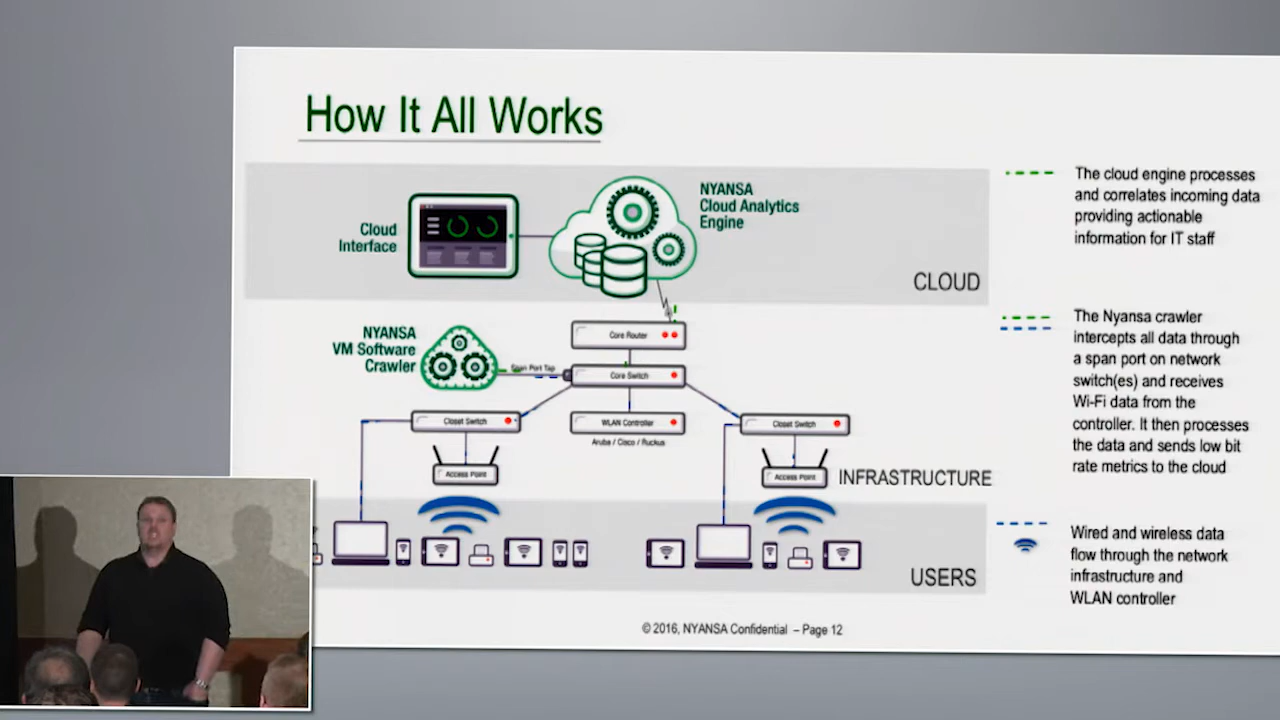 How It All Works
Cloud
Interface
NYANSA
Cloud Analytics
Engine
CLOUD
NYANSA
VM Software
Crawler
Span Port Tap
Core Router
Core Switch
Closet Switch
WLAN Controller
Closet Switch
Aruba / Cisco / Ruckus
Access Point
Access Point
INFRASTRUCTURE
USERS
The cloud engine processes
and correlates incoming data
providing actionable
information for IT staff
The Nyansa crawler
intercepts all data through
a span port on network
switch(es) and receives
Wi-Fi data from the
controller. It then processes
the data and sends low bit
rate metrics to the cloud
Wired and wireless data
flow through the network
infrastructure and
WLAN controller
© 2016, NYANSA Confidential – Page 12